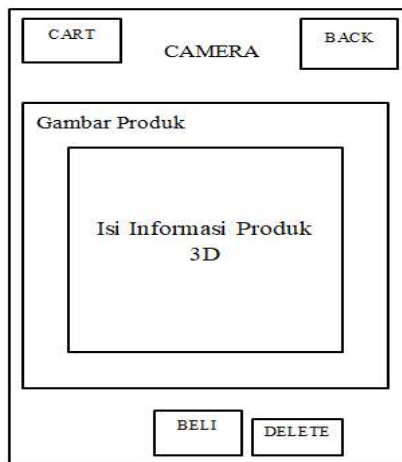 CART
CAMERA
BACK
Gambar Produk
Isi Informasi Produk
3D
BELI
DELETE